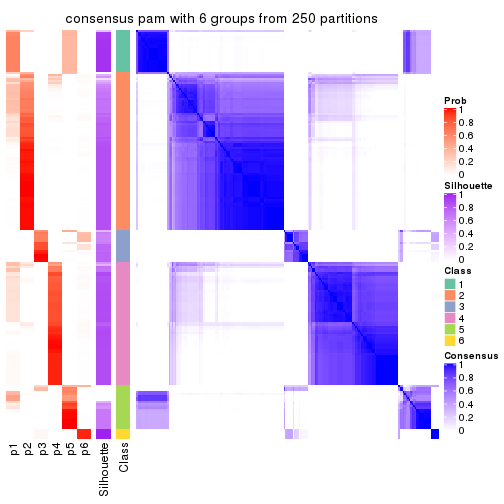 consensus pam with 6 groups from 250 partitions
Prob
1
0.8
0.6
0.4
0.2
0
Silhouette
1
0.8
0.6
0.4
0.2
0
Class
1
2
3
4
5
6
Consensus
1
0.8
0.6
0.4
0.2
0
p1
p2
p3
p4
p5
p6
Silhouette
Class